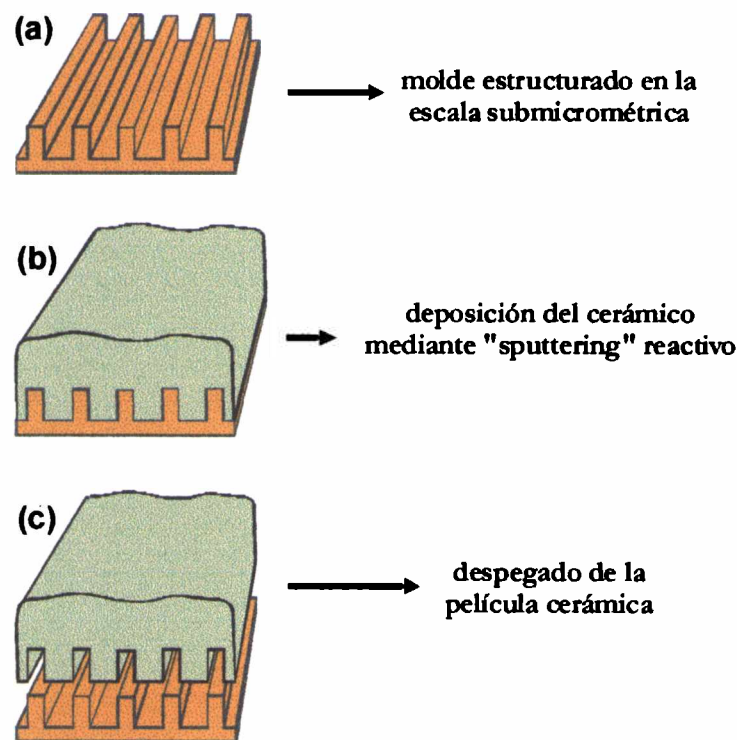 (a)
molde estructurado en la
escala submicrométrica
(b)
deposición del cerámico
mediante "sputtering" reactivo
(c)
despegado de la
película cerámica